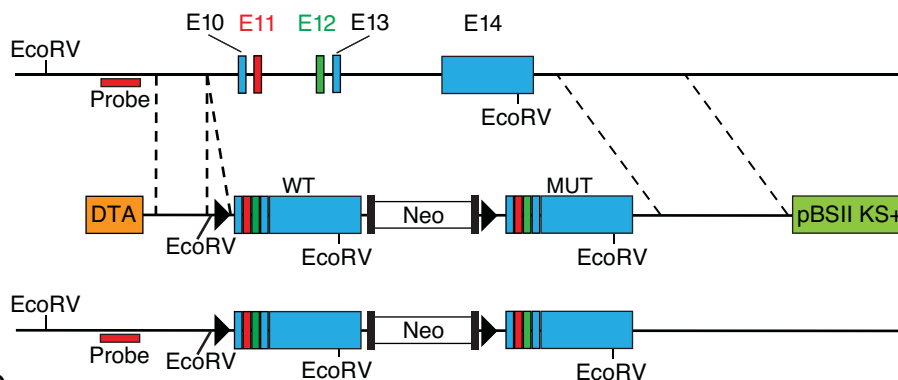 E10 E11 E12 E13 E14
EcoRV
Probe
EcoRV
WT MUT
DTA Neo pBSII KS+
EcoRV
EcoRV EcoRV
EcoRV
Neo
Probe
EcoRV
EcoRV EcoRV